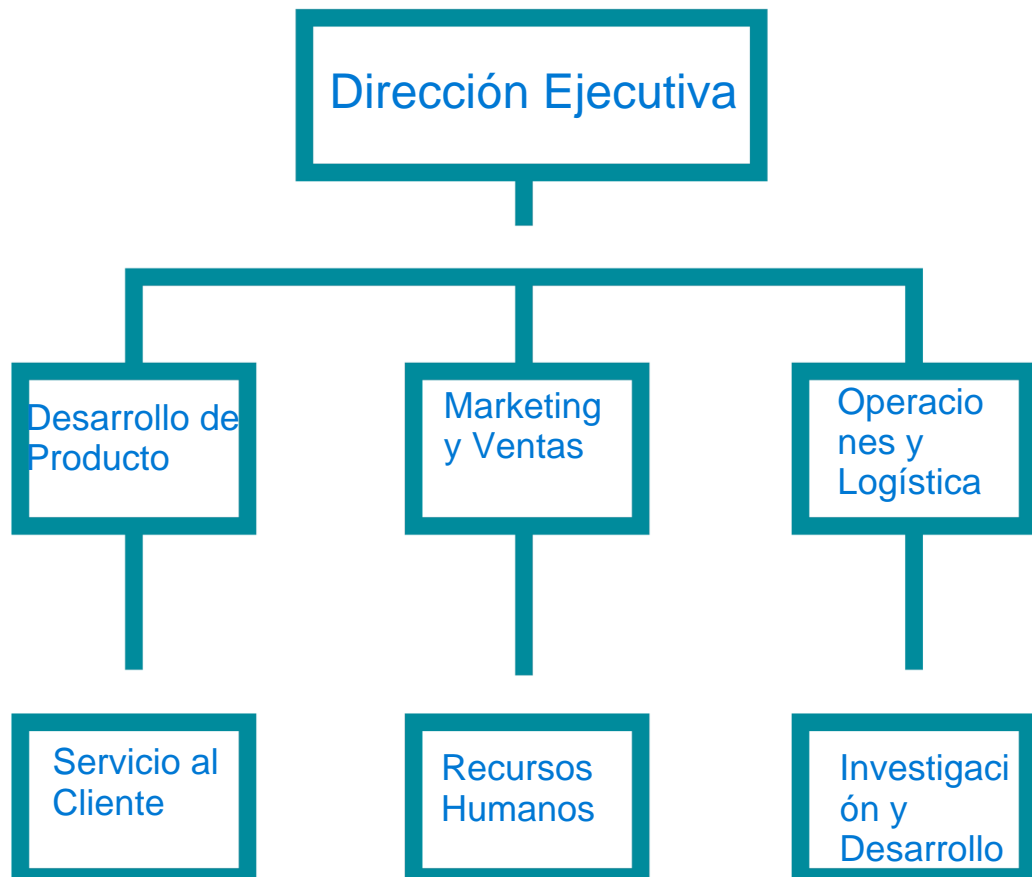 Dirección Ejecutiva
Desarrollo de
Producto
Marketing
y Ventas
Operacio
nes y
Logística
Servicio al
Cliente
Recursos
Humanos
Investigaci
ón y
Desarrollo